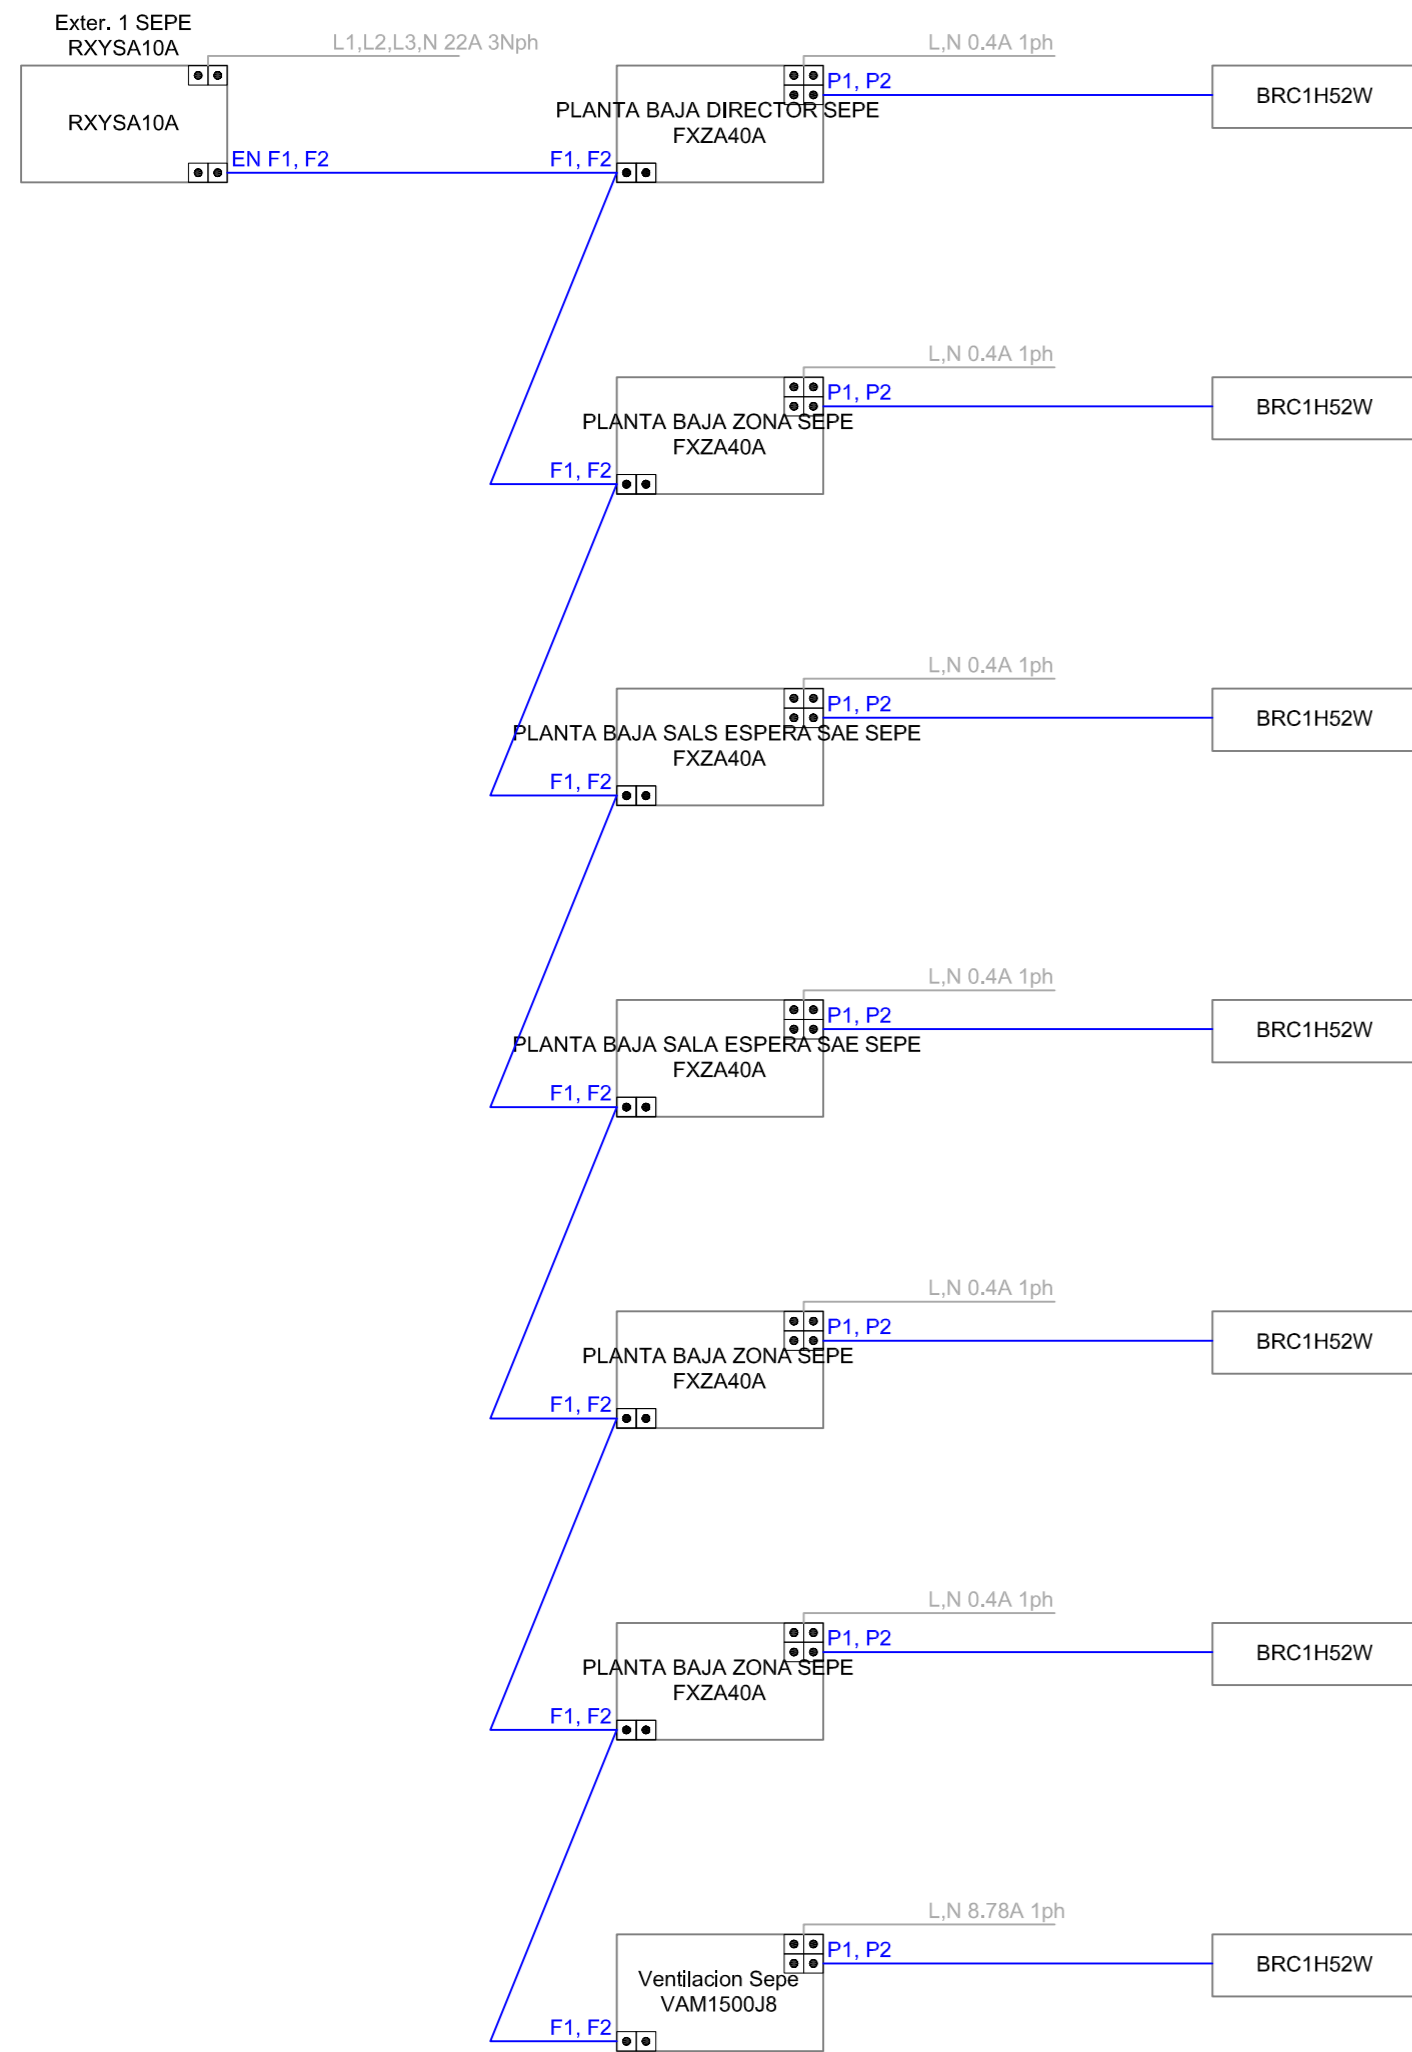 Exter. 1 SEPE
RXYSA10A
L1,L2,L3,N 22A 3Nph
RXYSA10A
EN F1, F2
L,N 0.4A 1ph
P1, P2
PLANTA BAJA DIRECTOR SEPE
FXZA40A
F1, F2
BRC1H52W
L,N 0.4A 1ph
P1, P2
PLANTA BAJA ZONA SEPE
FXZA40A
F1, F2
BRC1H52W
L,N 0.4A 1ph
P1, P2
PLANTA BAJA SALS ESPERA SAE SEPE
FXZA40A
F1, F2
BRC1H52W
L,N 0.4A 1ph
P1, P2
PLANTA BAJA SALA ESPERA SAE SEPE
FXZA40A
F1, F2
BRC1H52W
L,N 0.4A 1ph
P1, P2
PLANTA BAJA ZONA SEPE
FXZA40A
F1, F2
BRC1H52W
L,N 0.4A 1ph
P1, P2
PLANTA BAJA ZONA SEPE
FXZA40A
F1, F2
BRC1H52W
L,N 8.78A 1ph
P1, P2
Ventilacion Sepe
VAM1500J8
F1, F2
BRC1H52W